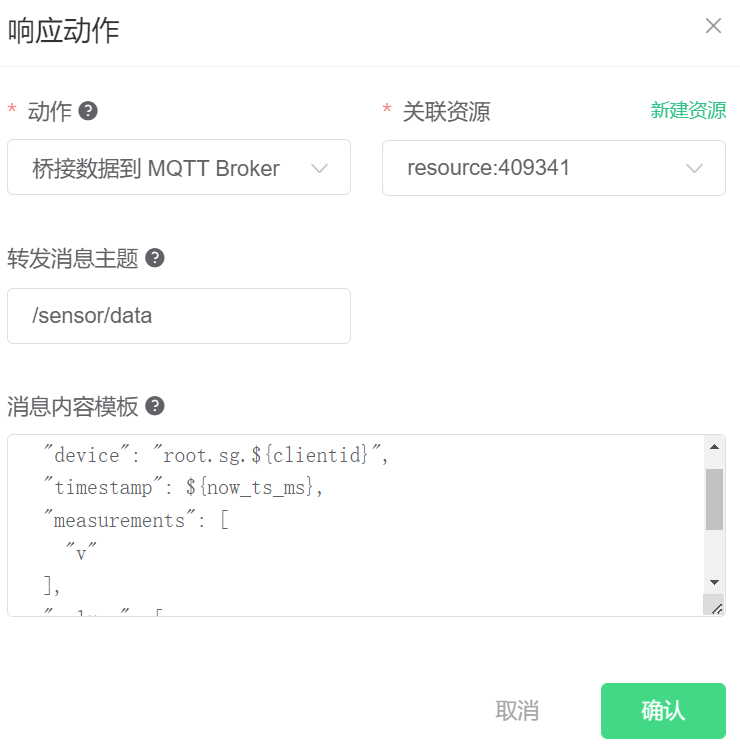 响应动作
* 动作 ?
* 关联资源 新建资源
桥接数据到 MQTT Broker
resource:409341
转发消息主题 ?
/sensor/data
消息内容模板 ?
"device": "root.sg.${clientid}",
"timestamp": ${now_ts_ms},
"measurements": [
"v"
],
取消 确认